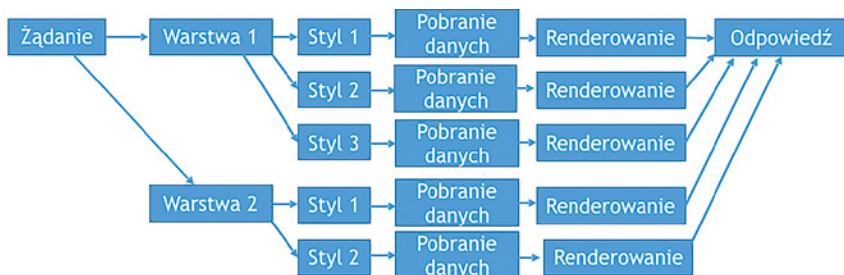 Żądanie
Warstwa 1
Styl 1
Pobranie
danych
Renderowanie
Odpowiedź
Styl 2
Pobranie
danych
Renderowanie
Styl 3
Pobranie
danych
Renderowanie
Warstwa 2
Styl 1
Pobranie
danych
Renderowanie
Styl 2
Pobranie
danych
Renderowanie